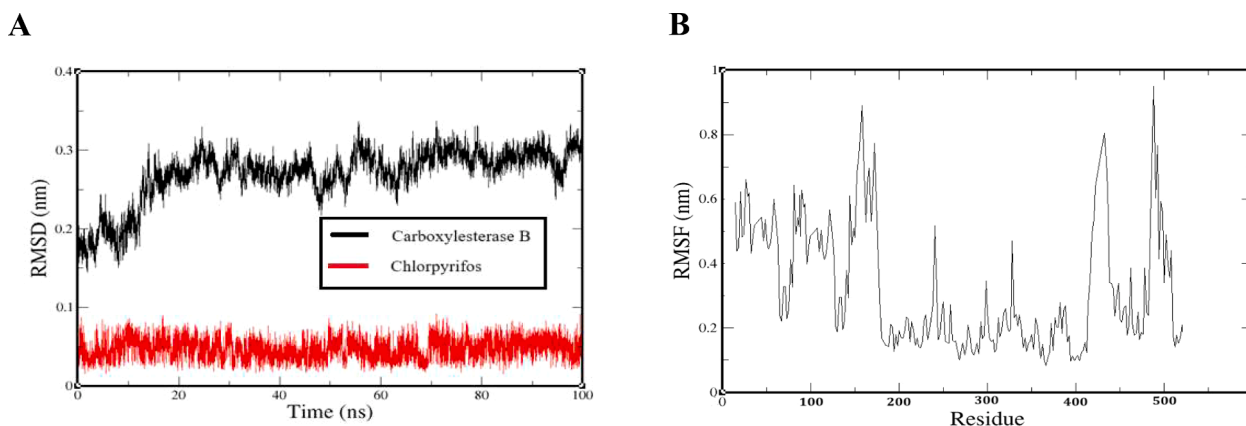 A
B
RMSD (nm)
0.4
0.3
0.2
0.1
0
Carboxylesterase B
Chlorpyrifos
0
20
40
60
80
100
Time (ns)
RMSF (nm)
1
0.8
0.6
0.4
0.2
0
0
100
200
300
400
500
Residue